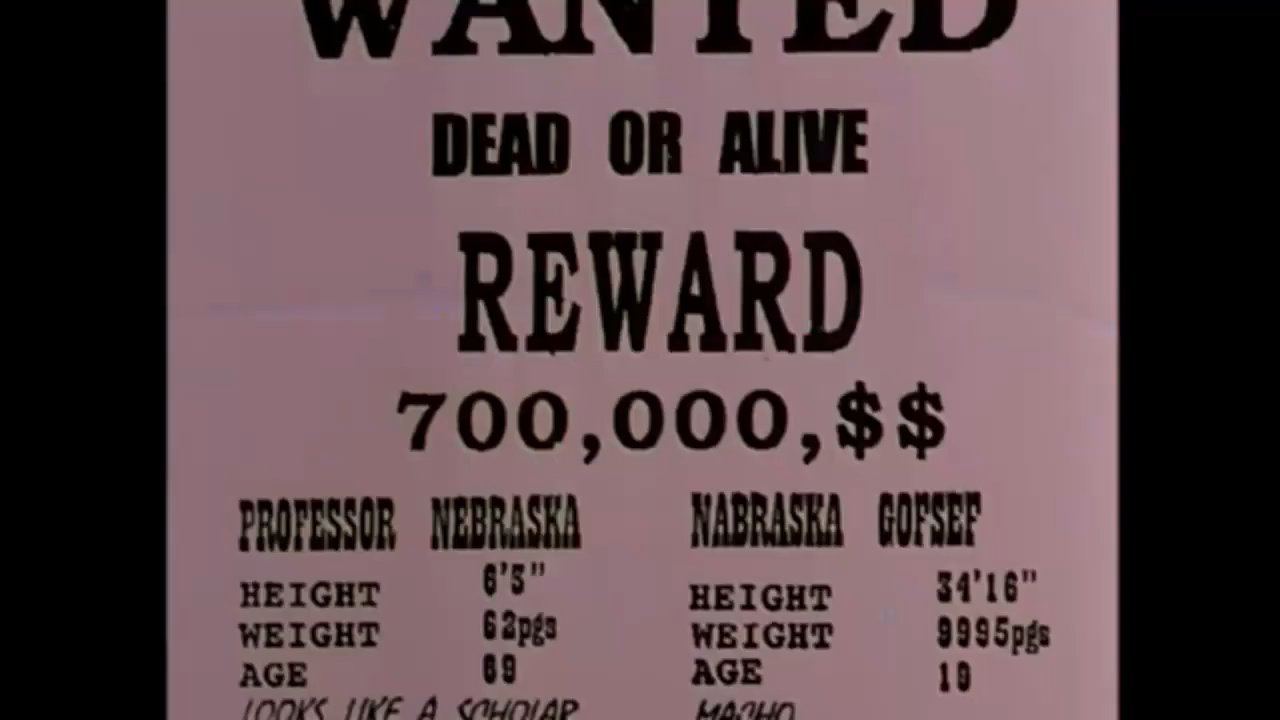 WANTED
DEAD OR ALIVE
REWARD
700,000,$$
PROFESSOR NEBRASKA
HEIGHT 6'5"
WEIGHT 62pgs
AGE 69
LOOKS LIKE A SCHOLAR
NABRASKA GOFSEF
HEIGHT 34'16"
WEIGHT 9995pgs
AGE 19
MACHO